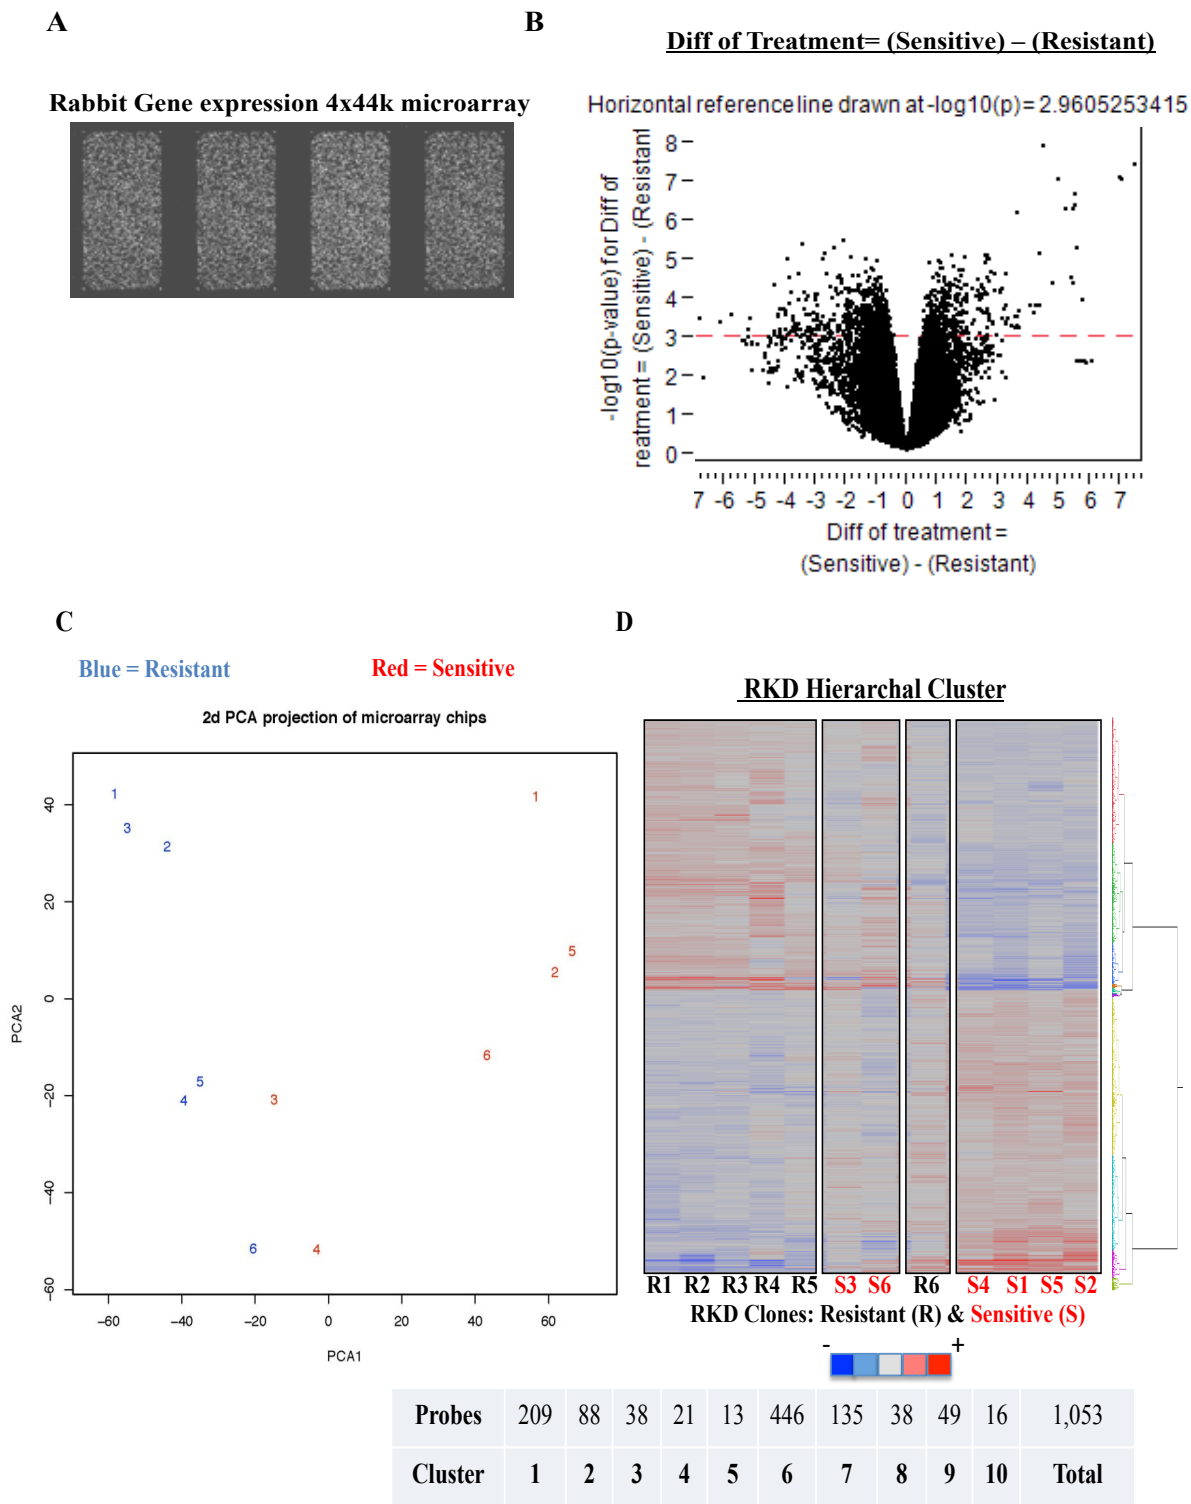 A
B
Diff of Treatment= (Sensitive) – (Resistant)
Rabbit Gene expression 4x44k microarray
Horizontal reference line drawn at -log10(p)= 2.9605253415
-log10(p-value) for Diff of
reatment = (Sensitive) - (Resistant
8
7
6
5
4
3
2
1
0
7 -6 -5 -4 -3 -2 -1 0 1 2 3 4 5 6 7
Diff of treatment =
(Sensitive) - (Resistant)
C
D
Blue = Resistant
Red = Sensitive
RKD Hierarchal Cluster
2d PCA projection of microarray chips
PCA2
40
20
0
−20
−40
−60
1
3
2
5
4
6
1
5
2
6
3
4
−60 −40 −20 0 20 40 60
PCA1
R1 R2 R3 R4 R5 S3 S6 R6 S4 S1 S5 S2
RKD Clones: Resistant (R) & Sensitive (S)
- +
Probes 209 88 38 21 13 446 135 38 49 16 1,053
Cluster 1 2 3 4 5 6 7 8 9 10 Total